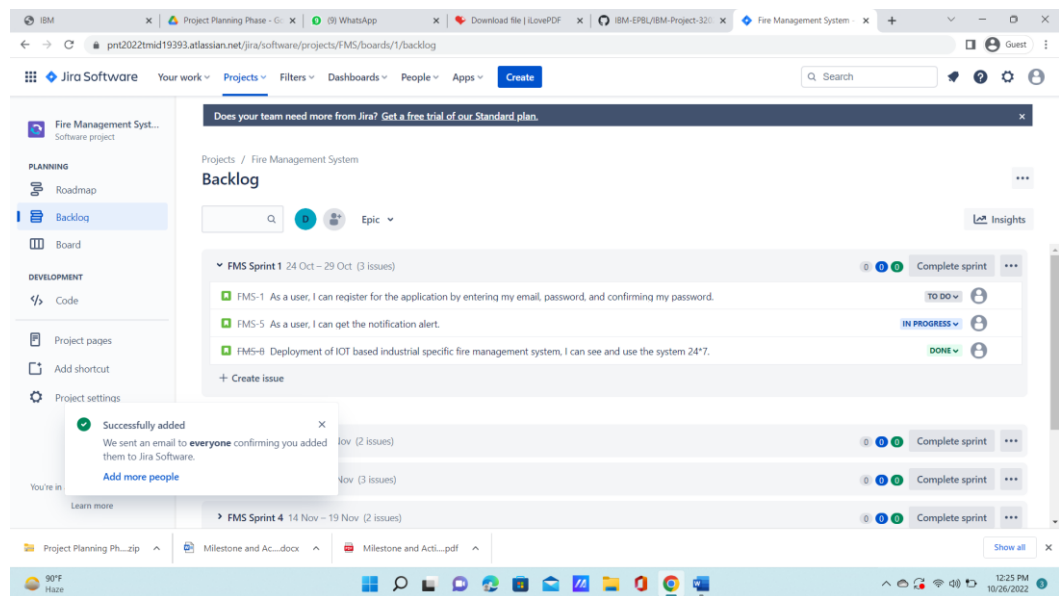 IBM
Project Planning Phase - Go
(9) WhatsApp
Download file | iLovePDF
IBM-EPBL/IBM-Project-320
Fire Management System -
pnt2022tmid19393.atlassian.net/jira/software/projects/FMS/boards/1/backlog
Guest
Jira Software
Your work
Projects
Filters
Dashboards
People
Apps
Create
Search
Fire Management Syst...
Software project
Does your team need more from Jira? Get a free trial of our Standard plan.
PLANNING
Roadmap
Backlog
Board
DEVELOPMENT
Code
Project pages
Add shortcut
Project settings
Projects / Fire Management System
Backlog
D
Epic
Insights
FMS Sprint 1 24 Oct – 29 Oct (3 issues)
0 0 0 Complete sprint
FMS-1 As a user, I can register for the application by entering my email, password, and confirming my password.
TO DO
FMS-5 As a user, I can get the notification alert.
IN PROGRESS
FMS-8 Deployment of IOT based industrial specific fire management system, I can see and use the system 24*7.
DONE
+ Create issue
Successfully added
We sent an email to everyone confirming you added
them to Jira Software.
Add more people
You're in
Learn more
Nov (2 issues)
0 0 0 Complete sprint
Nov (3 issues)
0 0 0 Complete sprint
FMS Sprint 4 14 Nov – 19 Nov (2 issues)
0 0 0 Complete sprint
Project Planning Ph....zip
Milestone and Ac....docx
Milestone and Acti....pdf
Show all
90°F
Haze
12:25 PM
10/26/2022
3